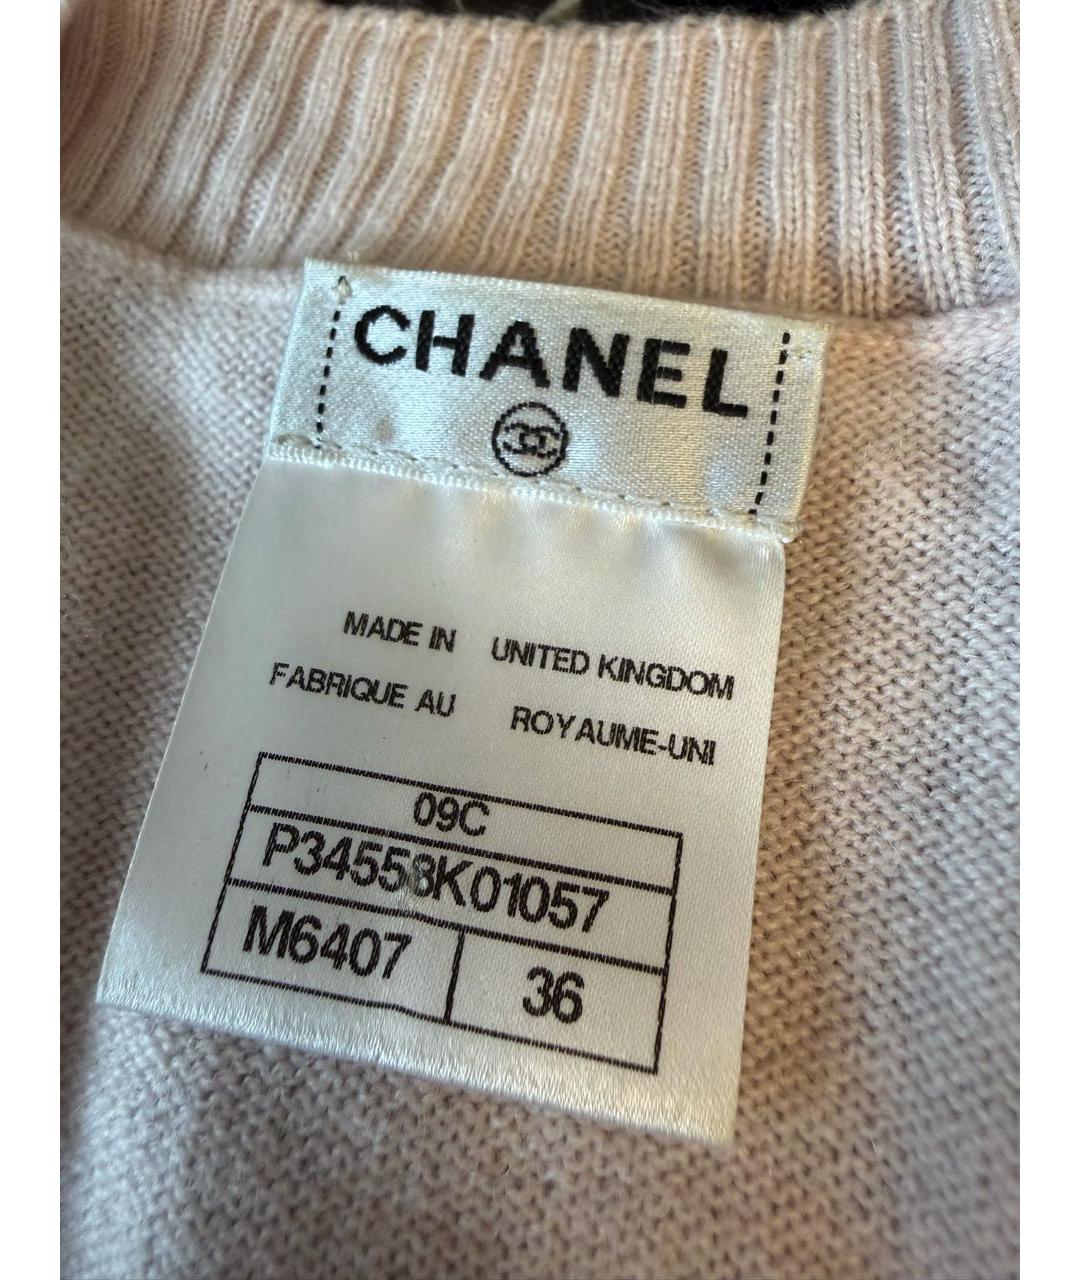 CHANEL
MADE IN UNITED KINGDOM
FABRIQUE AU ROYAUME-UNI
09C
P34558K01057
M6407 36